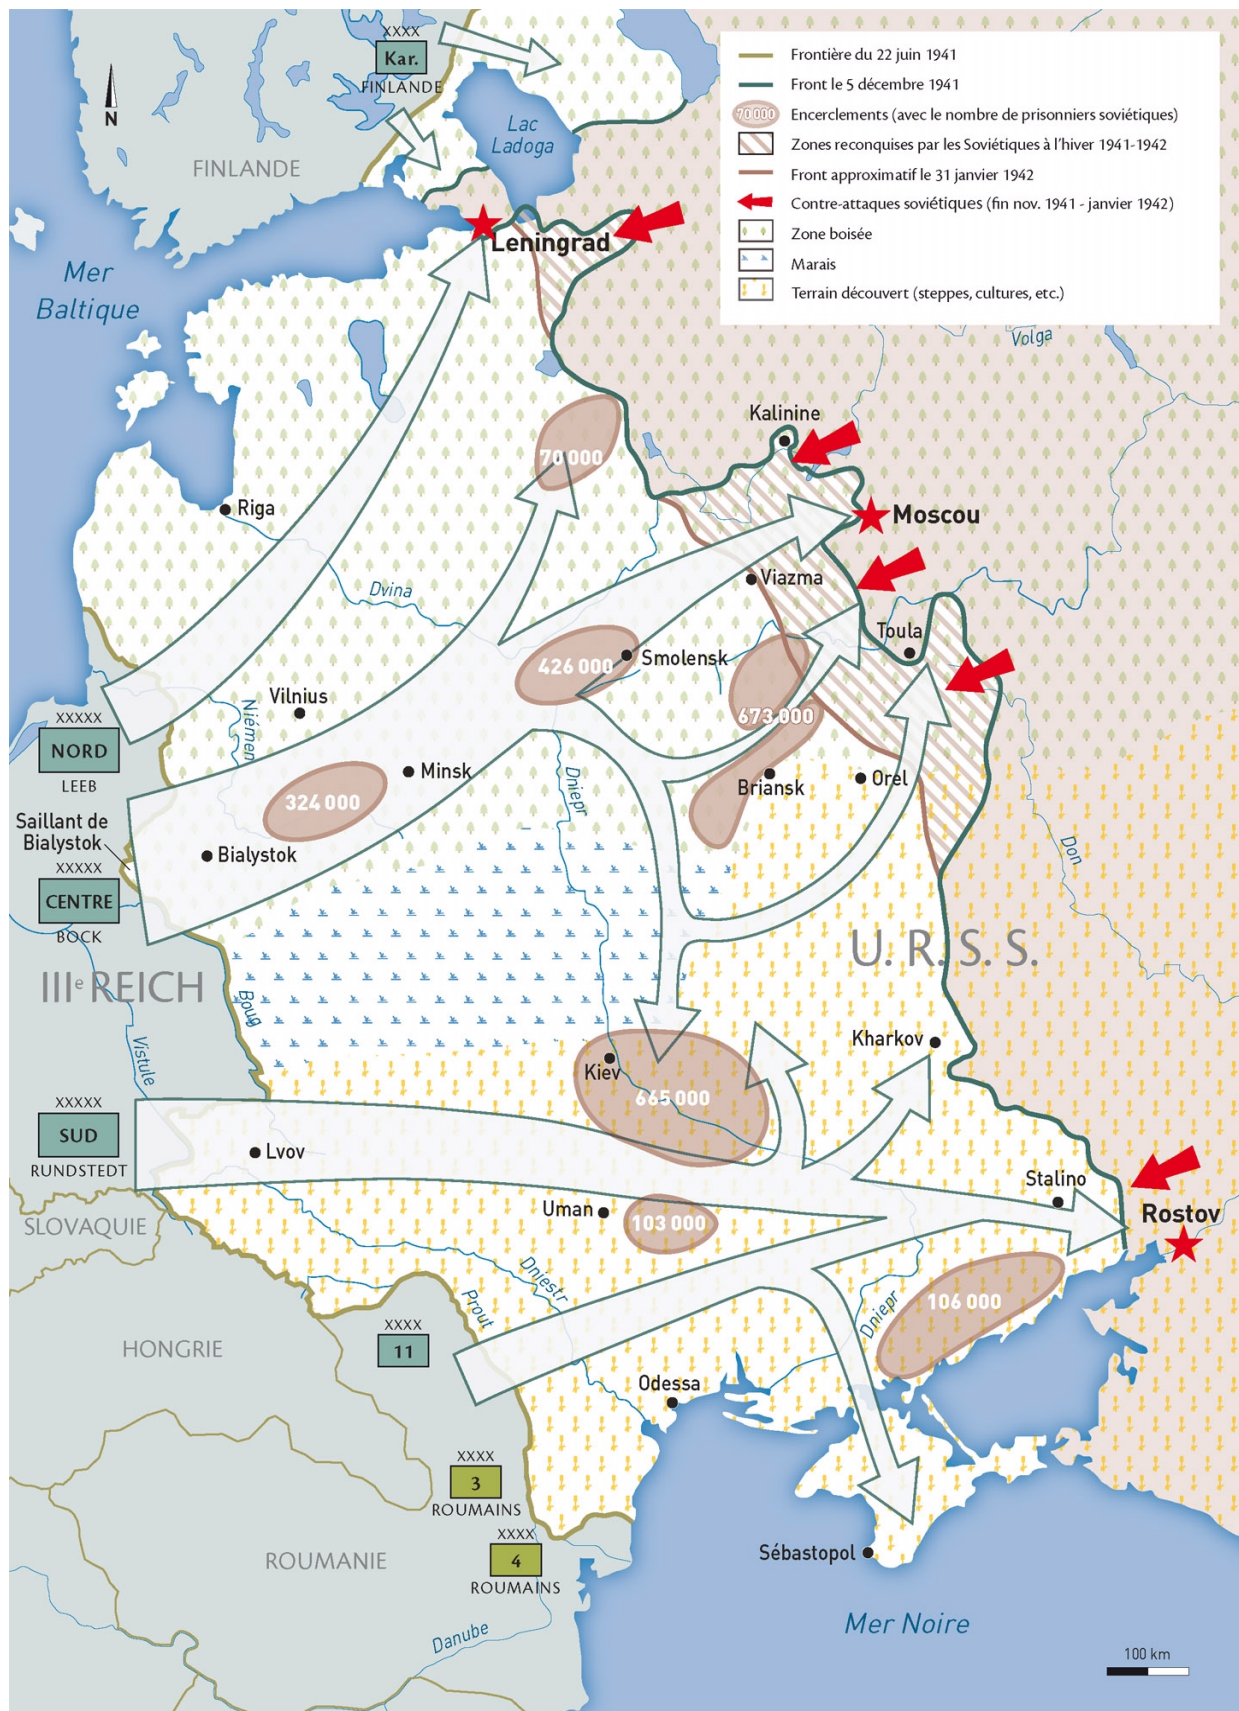 XXXX
Kar.
FINLANDE
N
FINLANDE
Lac
Ladoga
Frontière du 22 juin 1941
Front le 5 décembre 1941
70 000
Encerclements (avec le nombre de prisonniers soviétiques)
Zones reconquises par les Soviétiques à l'hiver 1941-1942
Front approximatif le 31 janvier 1942
Contre-attaques soviétiques (fin nov. 1941 - janvier 1942)
Zone boisée
Marais
Terrain découvert (steppes, cultures, etc.)
Leningrad
Mer
Baltique
Volga
Kalinine
70 000
Riga
Moscou
Dvina
Viazma
Toula
426 000
Smolensk
Vilnius
Niémen
673 000
XXXXX
NORD
LEEB
Minsk
Dniepr
Briansk
Orel
324 000
Saillant de
Bialystok
Bialystok
Don
XXXXX
CENTRE
BOCK
U. R. S. S.
IIIe REICH
Boug
Vistule
Kharkov
Kiev
665 000
XXXXX
SUD
RUNDSTEDT
Lvov
Stalino
Uman
103 000
Rostov
SLOVAQUIE
Dniestr
Prout
106 000
Dniepr
HONGRIE
XXXX
11
Odessa
XXXX
3
ROUMAINS
XXXX
4
ROUMAINS
ROUMANIE
Sébastopol
Mer Noire
Danube
100 km